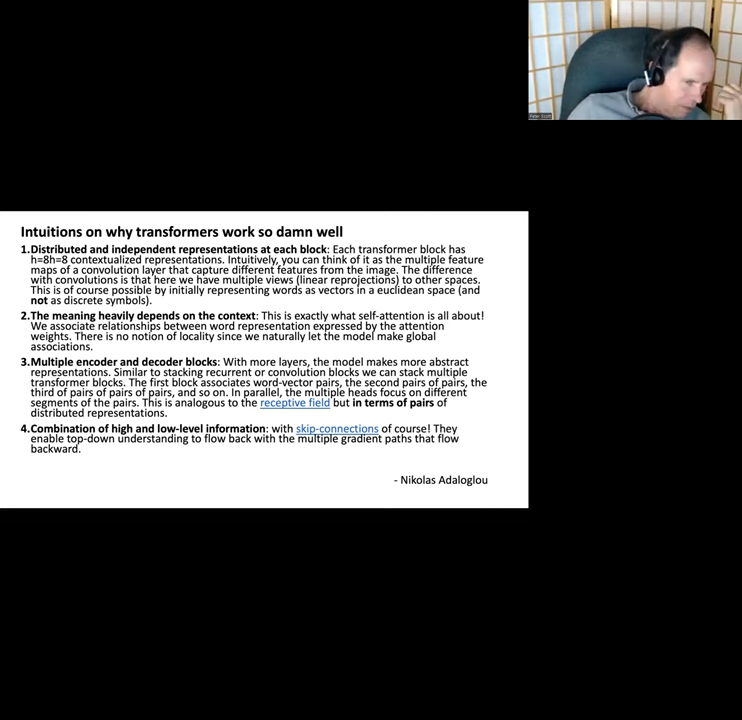 Peter Scott
Intuitions on why transformers work so damn well
1.Distributed and independent representations at each block: Each transformer block has
h=8h=8 contextualized representations. Intuitively, you can think of it as the multiple feature
maps of a convolution layer that capture different features from the image. The difference
with convolutions is that here we have multiple views (linear reprojections) to other spaces.
This is of course possible by initially representing words as vectors in a euclidean space (and
not as discrete symbols).
2.The meaning heavily depends on the context: This is exactly what self-attention is all about!
We associate relationships between word representation expressed by the attention
weights. There is no notion of locality since we naturally let the model make global
associations.
3.Multiple encoder and decoder blocks: With more layers, the model makes more abstract
representations. Similar to stacking recurrent or convolution blocks we can stack multiple
transformer blocks. The first block associates word-vector pairs, the second pairs of pairs, the
third of pairs of pairs of pairs, and so on. In parallel, the multiple heads focus on different
segments of the pairs. This is analogous to the receptive field but in terms of pairs of
distributed representations.
4.Combination of high and low-level information: with skip-connections of course! They
enable top-down understanding to flow back with the multiple gradient paths that flow
backward.
- Nikolas Adaloglou